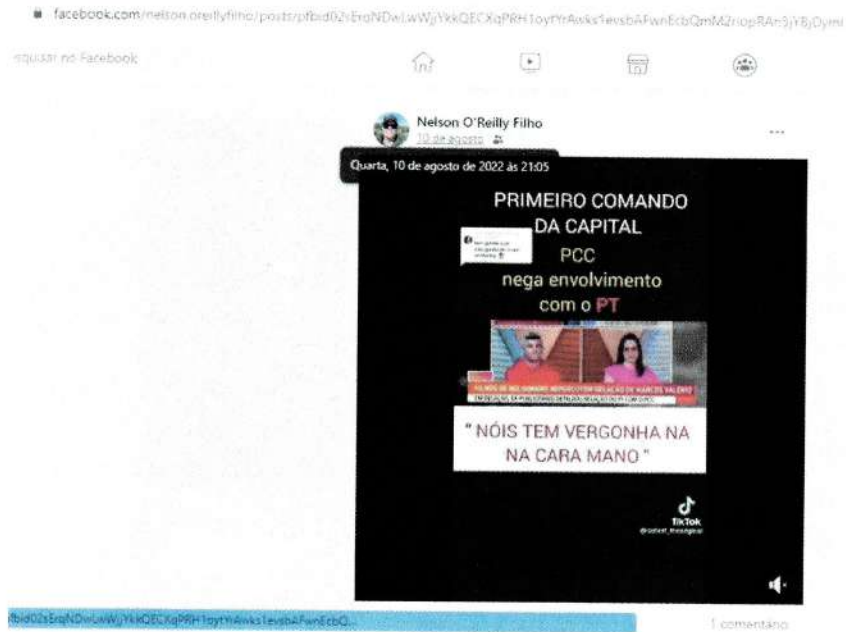 facebook.com/nelson.oreillyfilho/posts/
no Facebook
Nelson O'Reilly Filho
10 de agosto
Quarta, 10 de agosto de 2022 às 21:05
PRIMEIRO COMANDO
DA CAPITAL
PCC
nega envolvimento
com o PT
" NÓIS TEM VERGONHA NA
NA CARA MANO "
TikTok
1 comentário